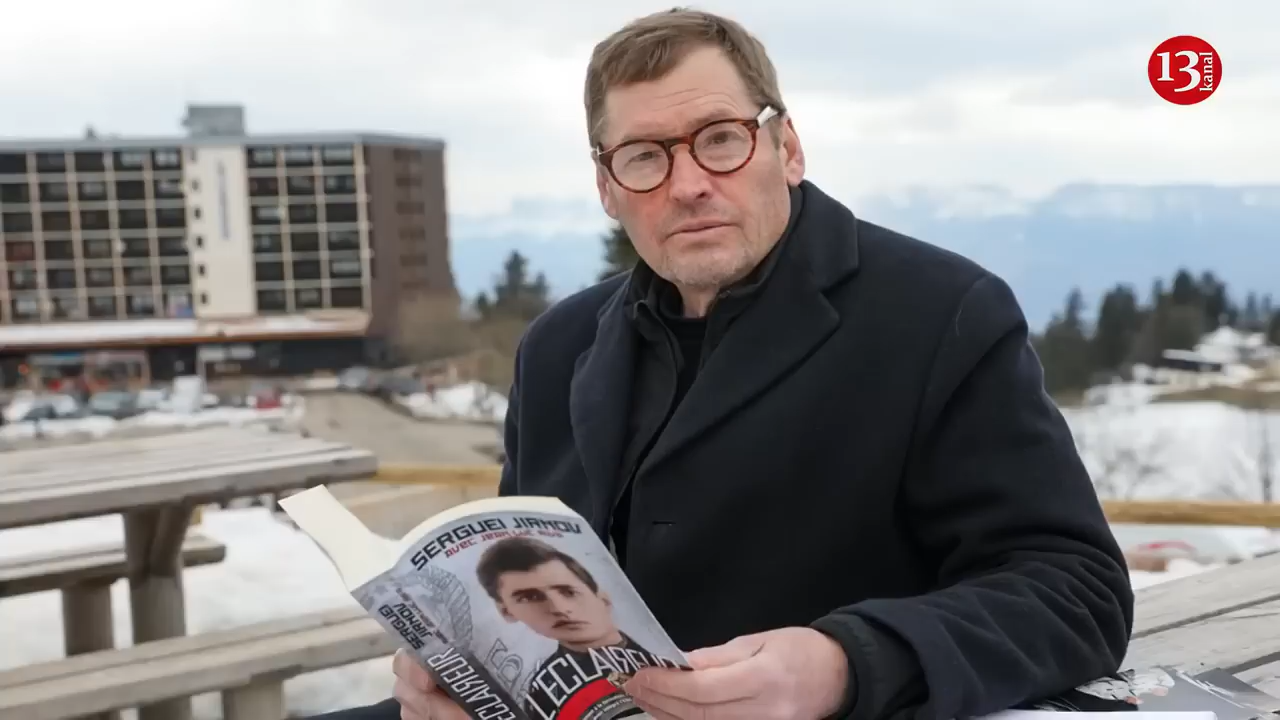 13
kanal
SERGUEI JIRNOV
avec Jean-Luc Riva
SERGUEI
JIRNOV
L'ECLAIREUR
L'ECLAIREUR